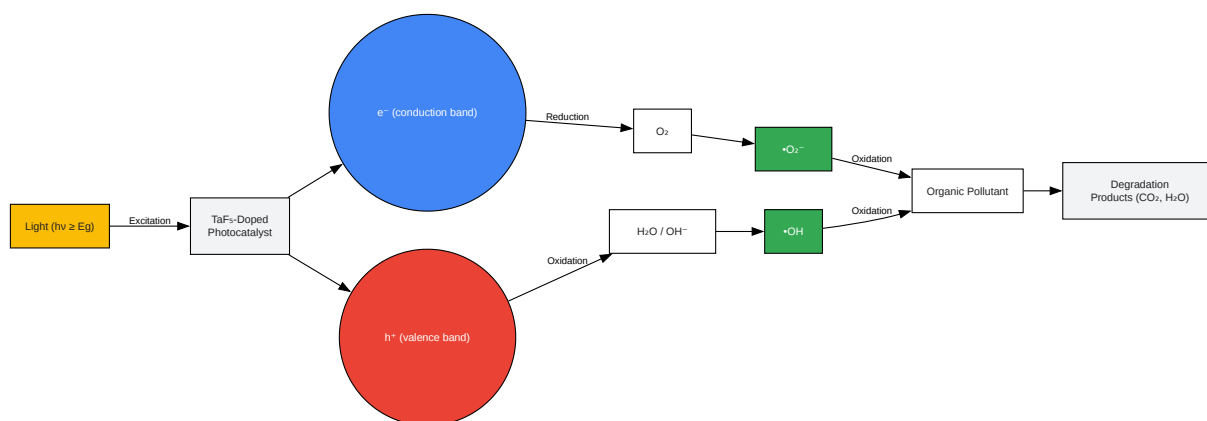 Light (hν ≥ Eg)
Excitation
TaF₅-Doped
Photocatalyst
e⁻ (conduction band)
h⁺ (valence band)
Reduction
Oxidation
O₂
H₂O / OH⁻
•O₂⁻
•OH
Oxidation
Oxidation
Organic Pollutant
Degradation
Products (CO₂, H₂O)